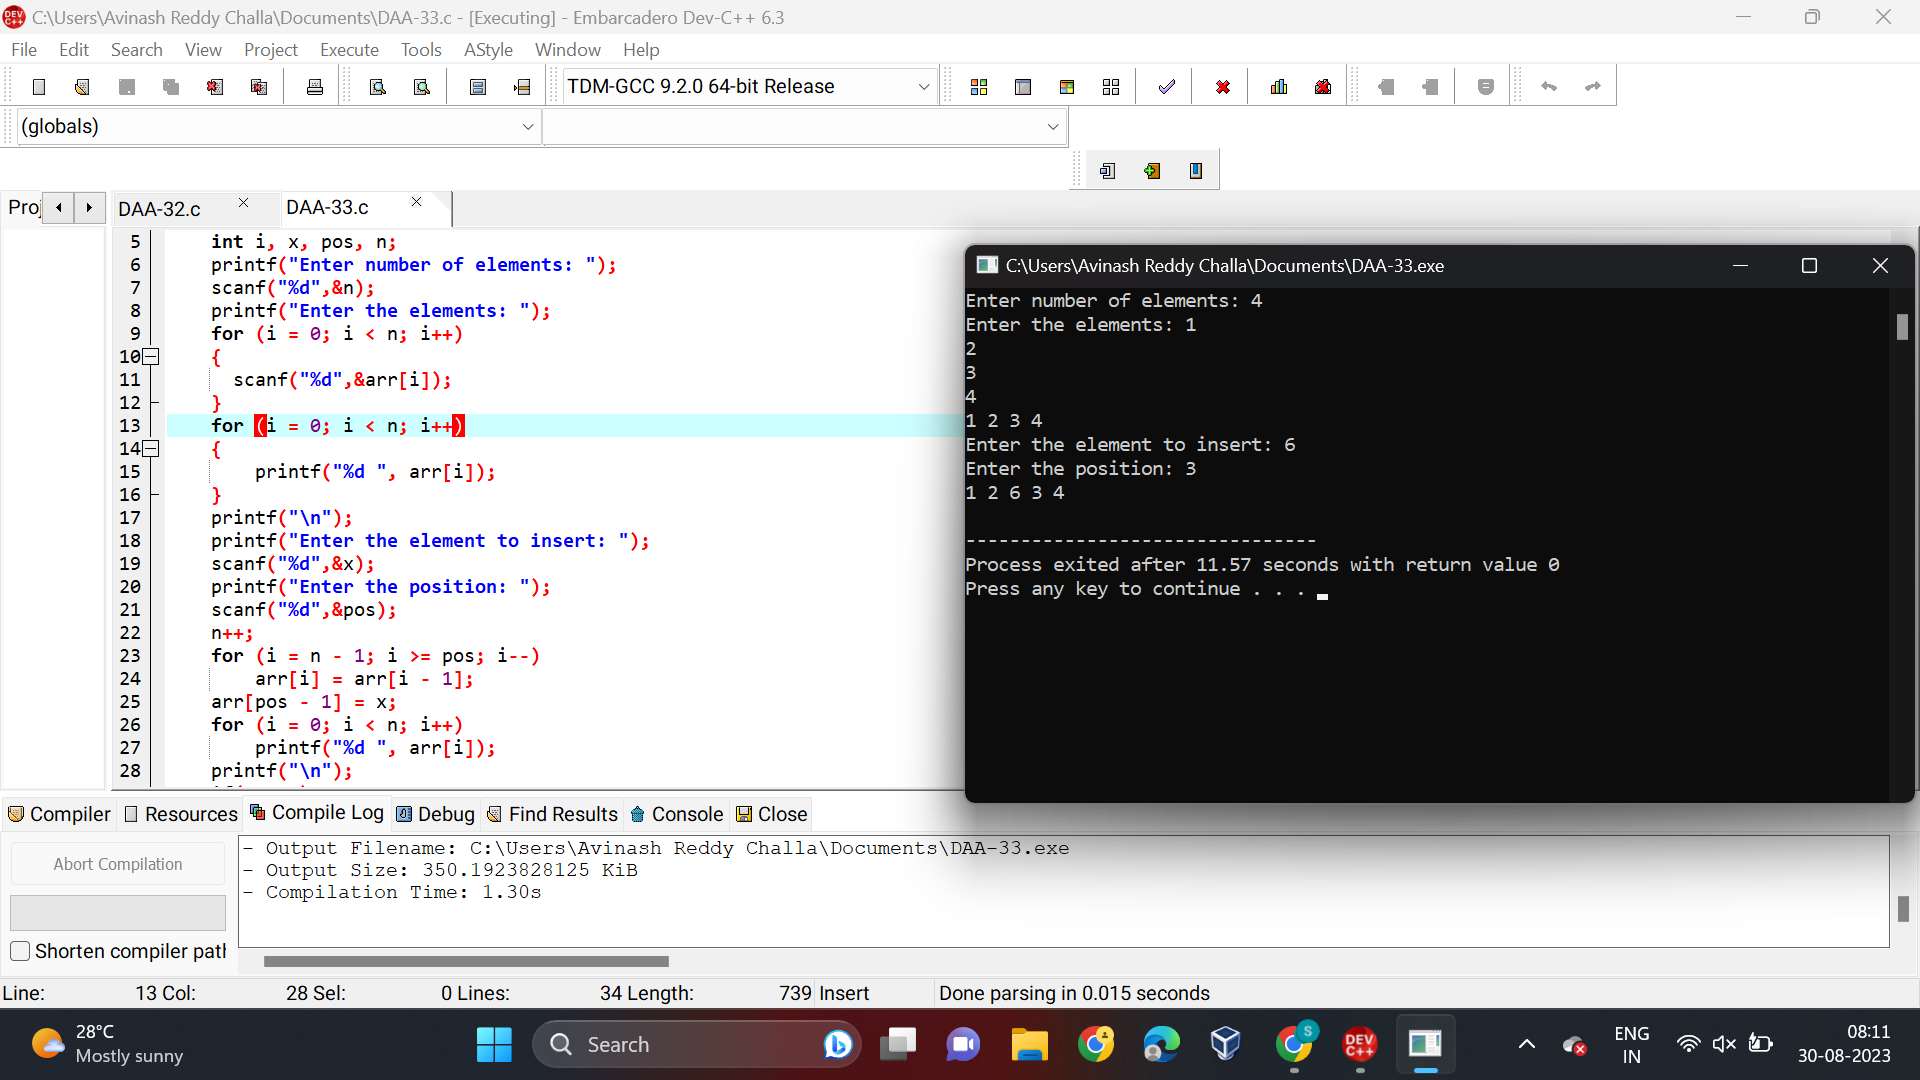 C:\Users\Avinash Reddy Challa\Documents\DAA-33.c - [Executing] - Embarcadero Dev-C++ 6.3
File Edit Search View Project Execute Tools AStyle Window Help
TDM-GCC 9.2.0 64-bit Release
(globals)
Proj
DAA-32.c
DAA-33.c
5 int i, x, pos, n;
6 printf("Enter number of elements: ");
7 scanf("%d",&n);
8 printf("Enter the elements: ");
9 for (i = 0; i < n; i++)
10 {
11 scanf("%d",&arr[i]);
12 }
13 for (i = 0; i < n; i++)
14 {
15 printf("%d ", arr[i]);
16 }
17 printf("\n");
18 printf("Enter the element to insert: ");
19 scanf("%d",&x);
20 printf("Enter the position: ");
21 scanf("%d",&pos);
22 n++;
23 for (i = n - 1; i >= pos; i--)
24 arr[i] = arr[i - 1];
25 arr[pos - 1] = x;
26 for (i = 0; i < n; i++)
27 printf("%d ", arr[i]);
28 printf("\n");
C:\Users\Avinash Reddy Challa\Documents\DAA-33.exe
Enter number of elements: 4
Enter the elements: 1
2
3
4
1 2 3 4
Enter the element to insert: 6
Enter the position: 3
1 2 6 3 4
--------------------------------
Process exited after 11.57 seconds with return value 0
Press any key to continue . . .
Compiler Resources Compile Log Debug Find Results Console Close
Abort Compilation
Shorten compiler path
- Output Filename: C:\Users\Avinash Reddy Challa\Documents\DAA-33.exe
- Output Size: 350.1923828125 KiB
- Compilation Time: 1.30s
Line: 13 Col: 28 Sel: 0 Lines: 34 Length: 739 Insert Done parsing in 0.015 seconds
28°C
Mostly sunny
Search
S
DEV C++
ENG
IN
08:11
30-08-2023